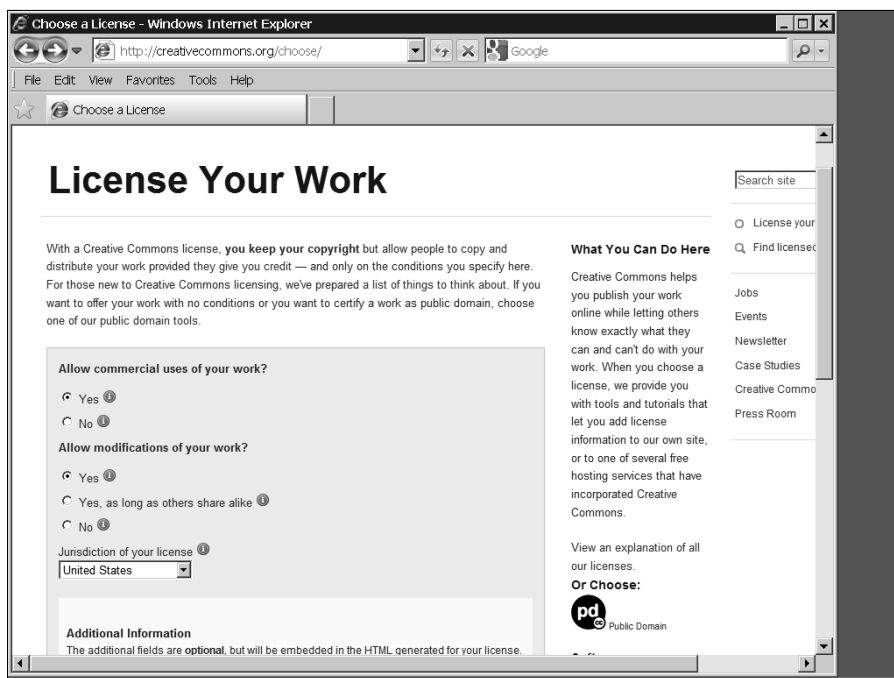 Choose a License - Windows Internet Explorer
http://creativecommons.org/choose/
Google
File Edit View Favorites Tools Help
Choose a License
License Your Work
With a Creative Commons license, you keep your copyright but allow people to copy and
distribute your work provided they give you credit — and only on the conditions you specify here.
For those new to Creative Commons licensing, we've prepared a list of things to think about. If you
want to offer your work with no conditions or you want to certify a work as public domain, choose
one of our public domain tools.
Allow commercial uses of your work?
Yes
No
Allow modifications of your work?
Yes
Yes, as long as others share alike
No
Jurisdiction of your license
United States
Additional Information
The additional fields are optional, but will be embedded in the HTML generated for your license.
What You Can Do Here
Creative Commons helps
you publish your work
online while letting others
know exactly what they
can and can't do with your
work. When you choose a
license, we provide you
with tools and tutorials that
let you add license
information to our own site,
or to one of several free
hosting services that have
incorporated Creative
Commons.
View an explanation of all
our licenses.
Or Choose:
pd
cc
Public Domain
Search site
License your
Find licensed
Jobs
Events
Newsletter
Case Studies
Creative Commo
Press Room